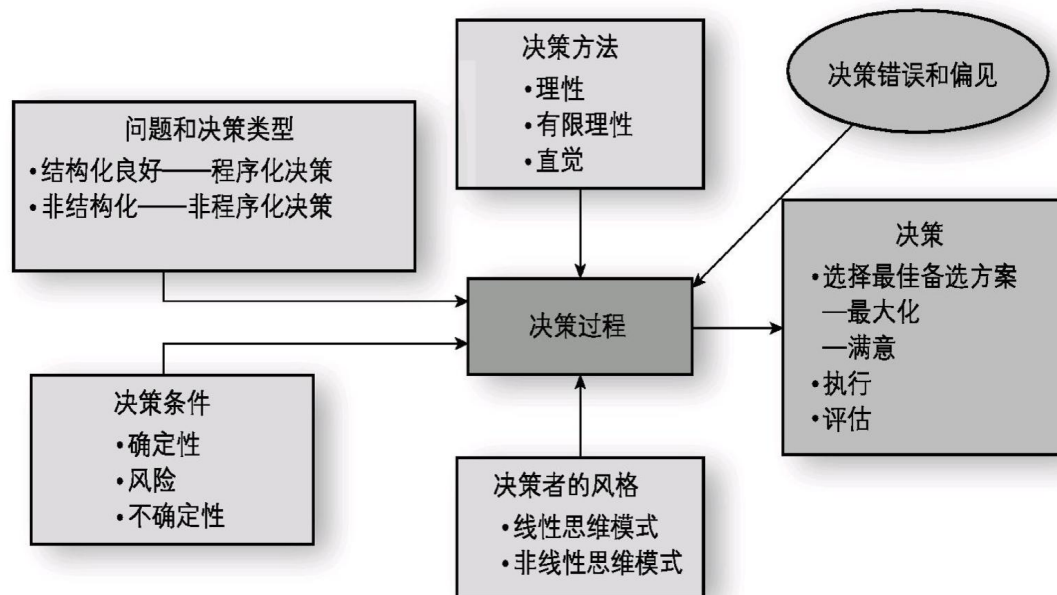 决策方法
•理性
•有限理性
•直觉
决策错误和偏见
问题和决策类型
•结构化良好——程序化决策
•非结构化——非程序化决策
决策
•选择最佳备选方案
—最大化
—满意
•执行
•评估
决策过程
决策条件
•确定性
•风险
•不确定性
决策者的风格
•线性思维模式
•非线性思维模式